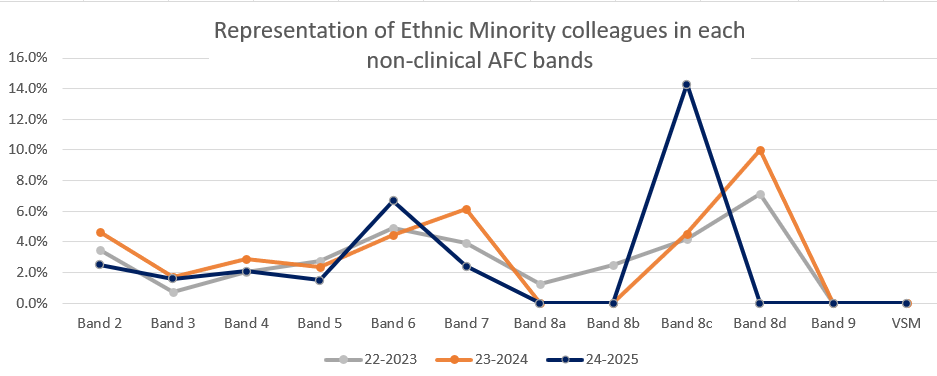 Representation of Ethnic Minority colleagues in each
non-clinical AFC bands
16.0%
14.0%
12.0%
10.0%
8.0%
6.0%
4.0%
2.0%
0.0%
Band 2 Band 3 Band 4 Band 5 Band 6 Band 7 Band 8a Band 8b Band 8c Band 8d Band 9 VSM
22-2023 23-2024 24-2025